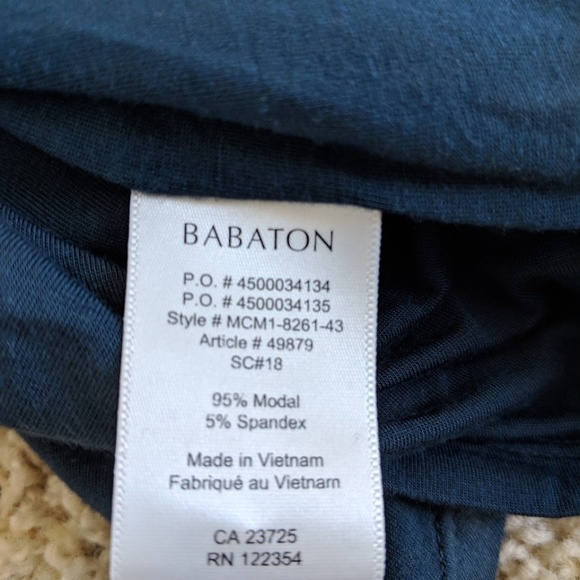 BABATON
P.O. # 4500034134
P.O. # 4500034135
Style # MCM1-8261-43
Article # 49879
SC#18
95% Modal
5% Spandex
Made in Vietnam
Fabriqué au Vietnam
CA 23725
RN 122354